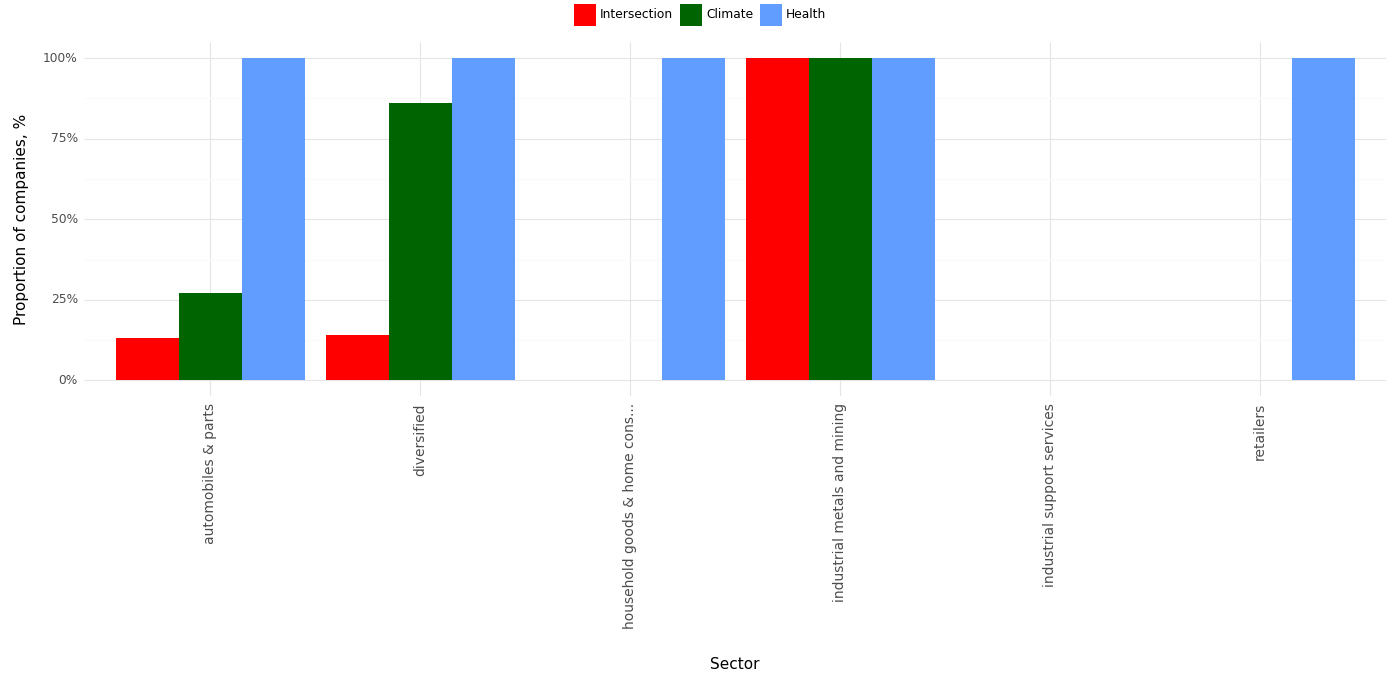 Intersection Climate Health
Proportion of companies, %
100%
75%
50%
25%
0%
automobiles & parts
diversified
household goods & home cons...
industrial metals and mining
industrial support services
retailers
Sector